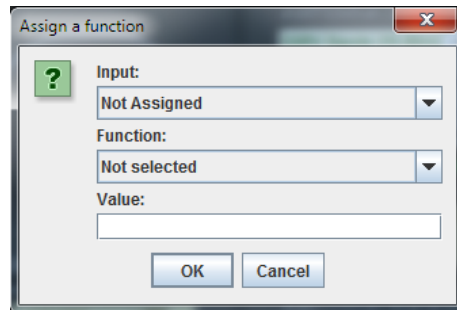 Assign a function
Input:
Not Assigned
Function:
Not selected
Value:
OK Cancel